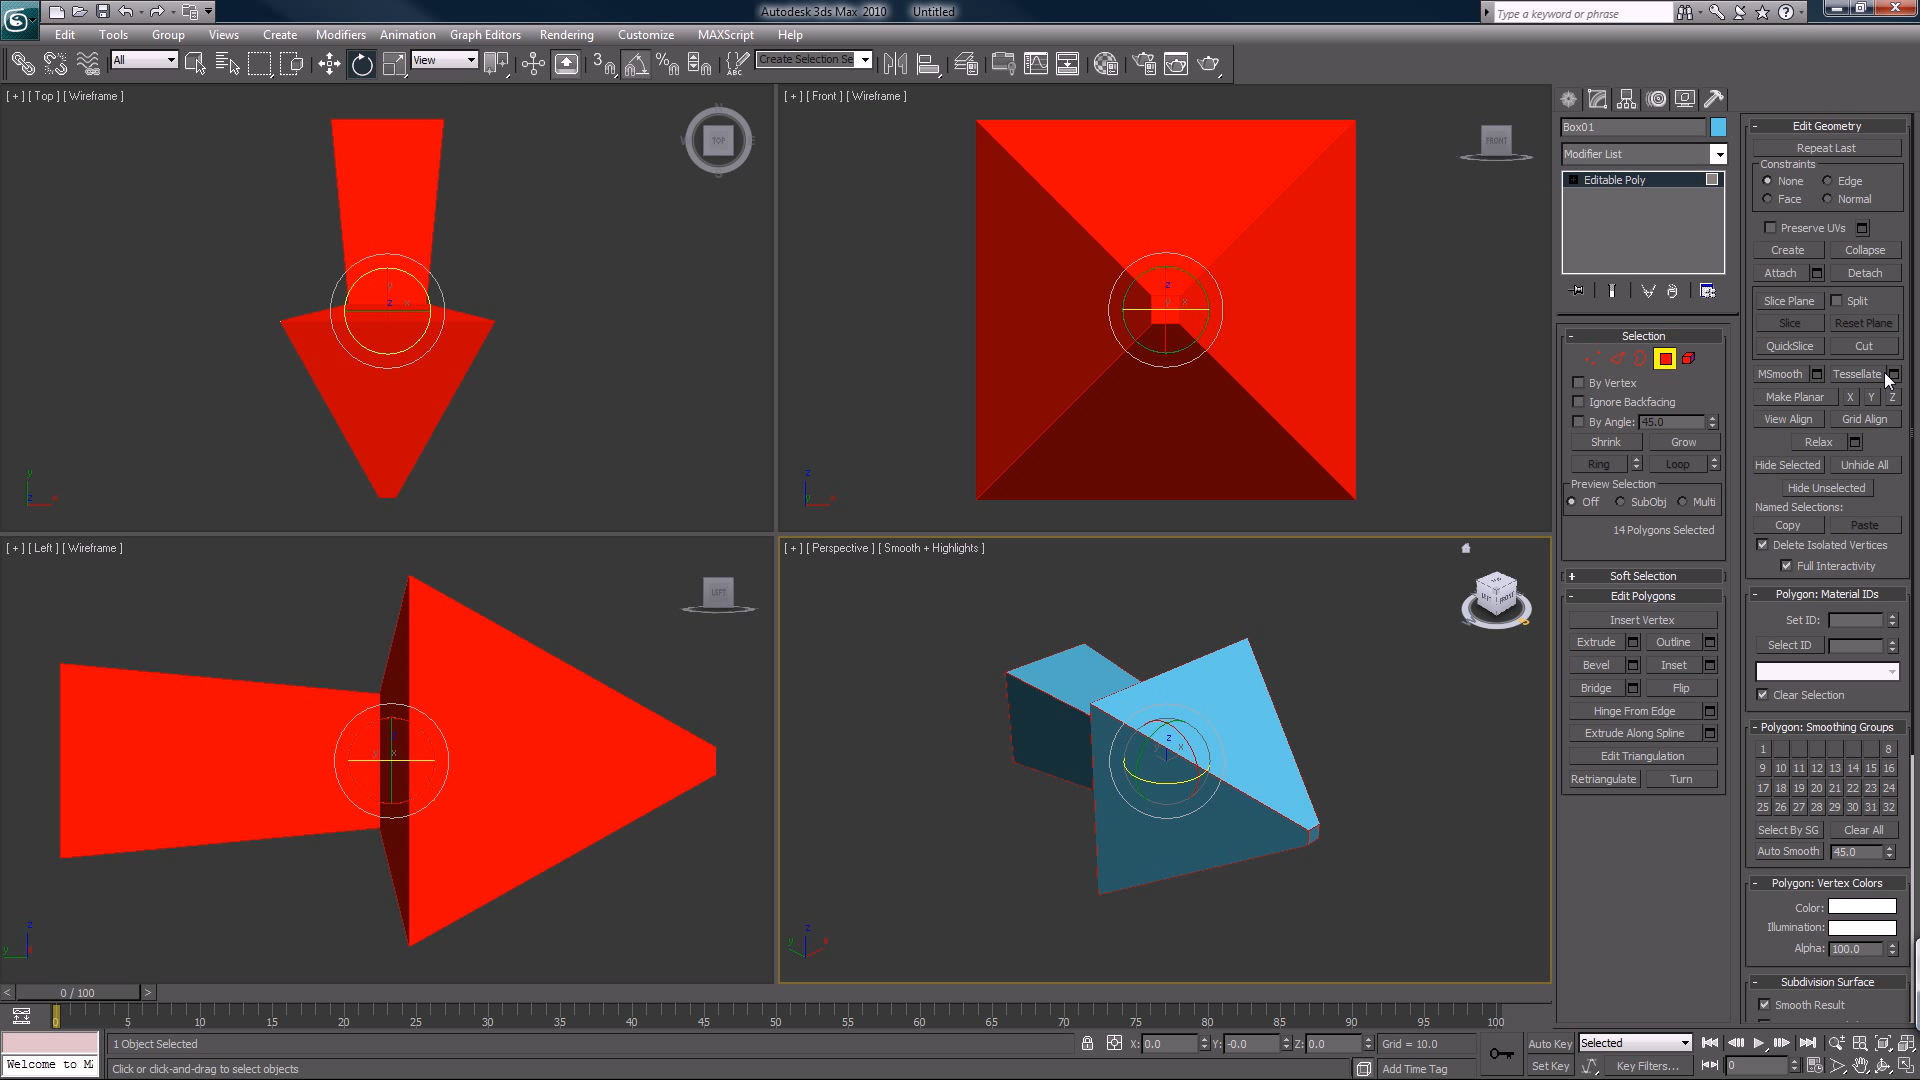 Autodesk 3ds Max 2010 Untitled
Type a keyword or phrase
Edit Tools Group Views Create Modifiers Animation Graph Editors Rendering Customize MAXScript Help
All View Create Selection Se
[ + ] [ Top ] [ Wireframe ]
TOP
[ + ] [ Front ] [ Wireframe ]
FRONT
[ + ] [ Left ] [ Wireframe ]
LEFT
[ + ] [ Perspective ] [ Smooth + Highlights ]
Box01
Modifier List
Editable Poly
Selection
By Vertex
Ignore Backfacing
By Angle: 45.0
Shrink Grow
Ring Loop
Preview Selection
Off SubObj Multi
14 Polygons Selected
Soft Selection
Edit Polygons
Insert Vertex
Extrude Outline
Bevel Inset
Bridge Flip
Hinge From Edge
Extrude Along Spline
Edit Triangulation
Retriangulate Turn
Edit Geometry
Repeat Last
Constraints
None Edge
Face Normal
Preserve UVs
Create Collapse
Attach Detach
Slice Plane Split
Slice Reset Plane
QuickSlice Cut
MSmooth Tessellate
Make Planar X Y Z
View Align Grid Align
Relax
Hide Selected Unhide All
Hide Unselected
Named Selections:
Copy Paste
Delete Isolated Vertices
Full Interactivity
Polygon: Material IDs
Set ID:
Select ID
Clear Selection
Polygon: Smoothing Groups
1 8
9 10 11 12 13 14 15 16
17 18 19 20 21 22 23 24
25 26 27 28 29 30 31 32
Select By SG Clear All
Auto Smooth 45.0
Polygon: Vertex Colors
Color:
Illumination:
Alpha: 100.0
Subdivision Surface
Smooth Result
< 0 / 100 >
0 5 10 15 20 25 30 35 40 45 50 55 60 65 70 75 80 85 90 95 100
1 Object Selected X: 0.0 Y: -0.0 Z: 0.0 Grid = 10.0 Auto Key Selected
Welcome to M
Click or click-and-drag to select objects Add Time Tag Set Key Key Filters... 0